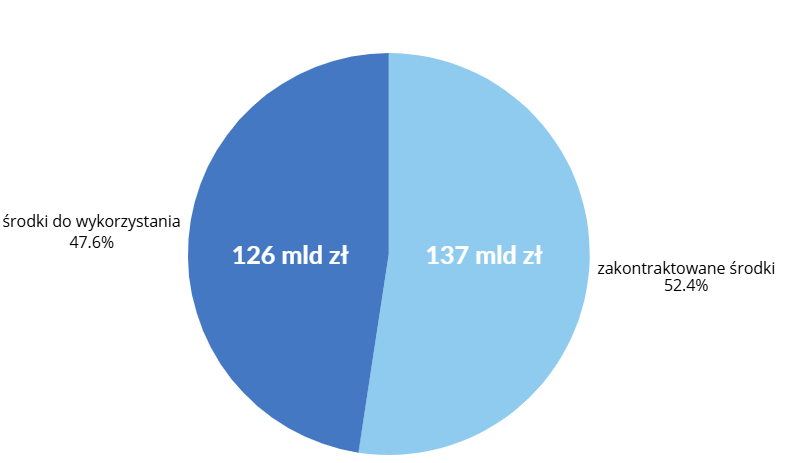 środki do wykorzystania
47.6%
126 mld zł
137 mld zł
zakontraktowane środki
52.4%